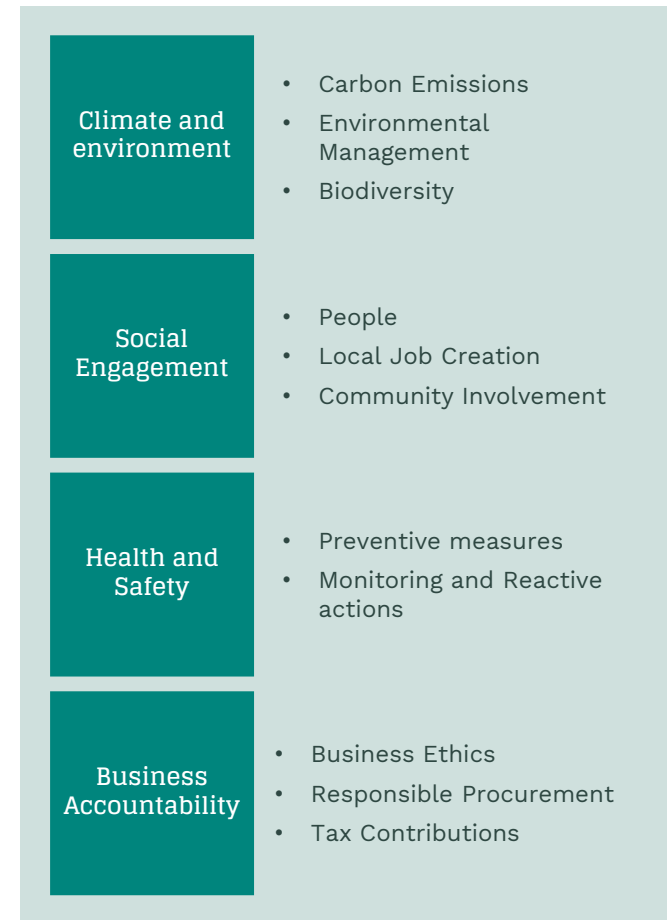 Climate and
environment
• Carbon Emissions
• Environmental
Management
• Biodiversity
Social
Engagement
• People
• Local Job Creation
• Community Involvement
Health and
Safety
• Preventive measures
• Monitoring and Reactive
actions
Business
Accountability
• Business Ethics
• Responsible Procurement
• Tax Contributions